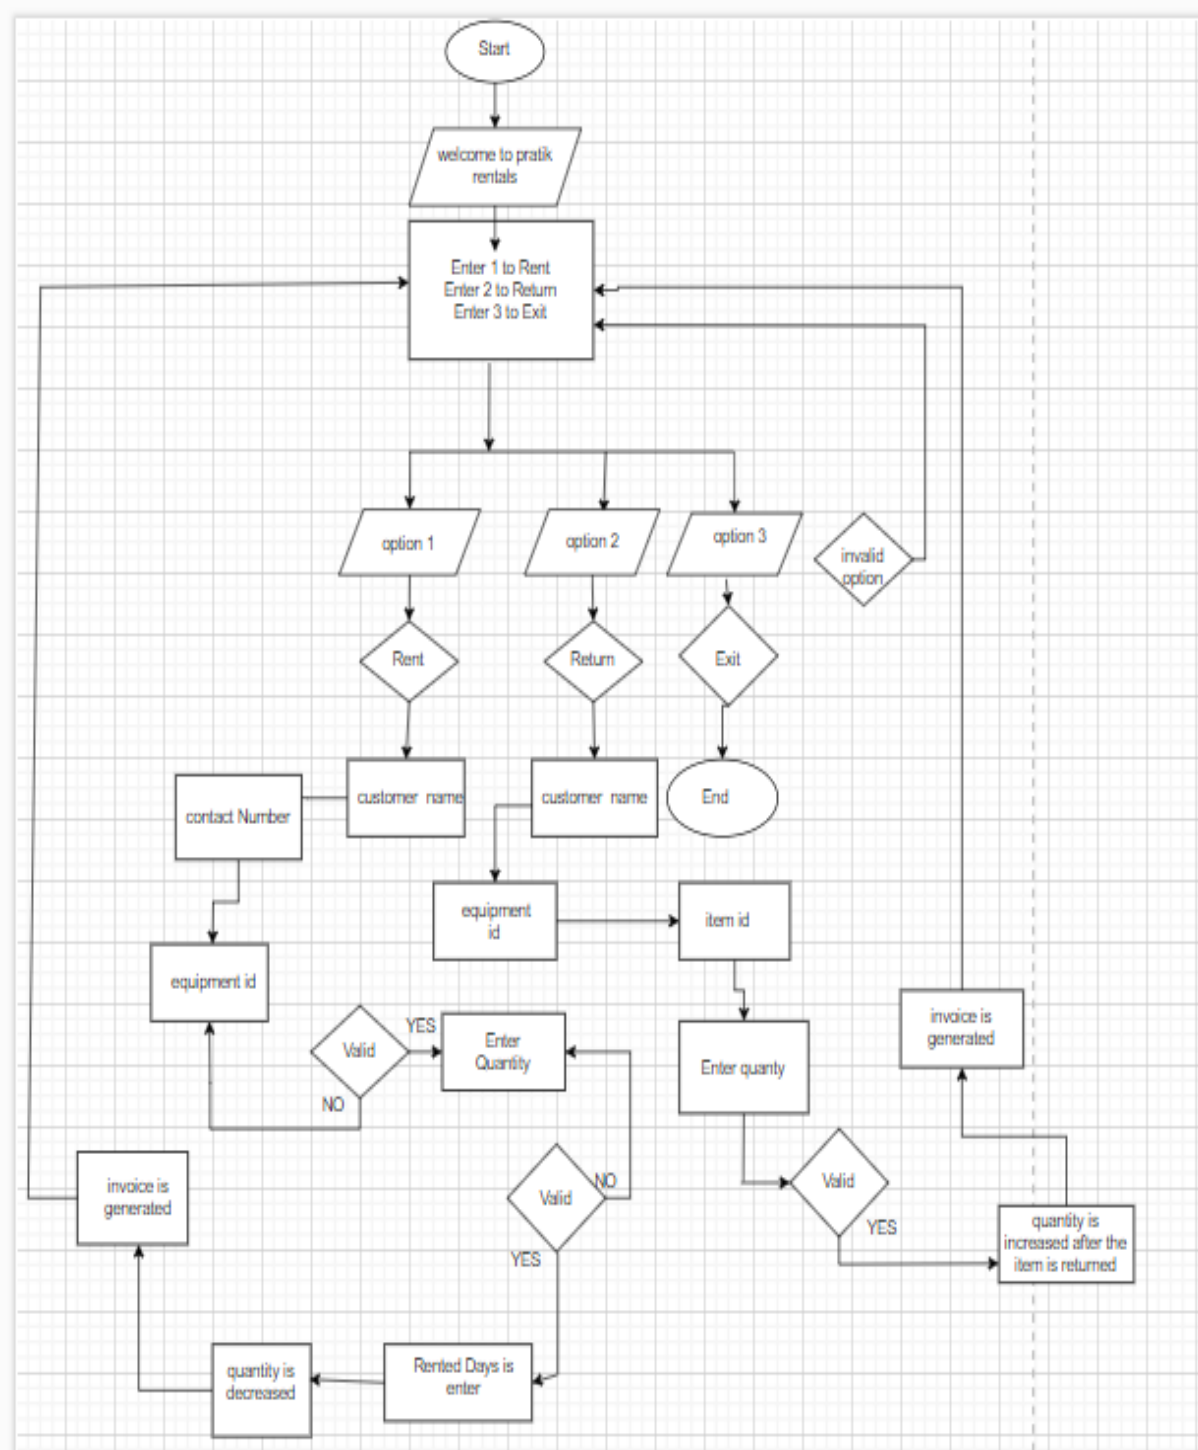 Start
welcome to pratik
rentals
Enter 1 to Rent
Enter 2 to Return
Enter 3 to Exit
option 1
option 2
option 3
invalid
option
Rent
Return
Exit
contact Number
customer name
customer name
End
equipment
id
item id
equipment id
Valid
YES
NO
Enter
Quantity
Enter quanty
invoice is
generated
invoice is
generated
Valid
NO
YES
Valid
YES
quantity is
increased after the
item is returned
quantity is
decreased
Rented Days is
enter